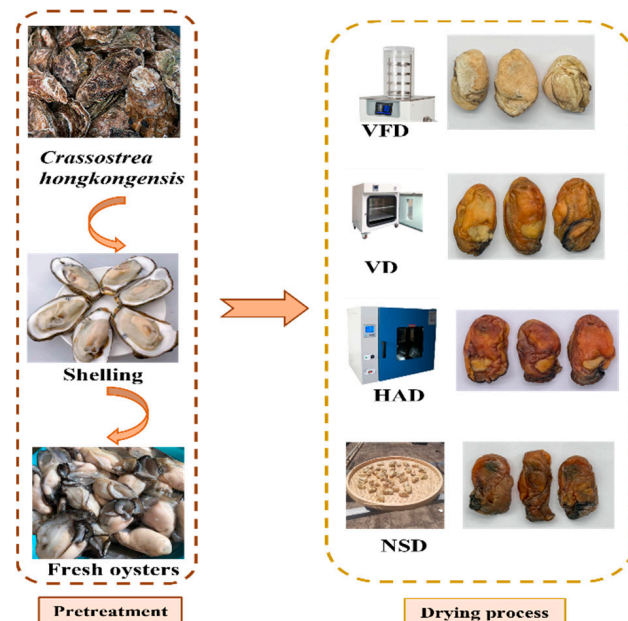 Crassostrea
hongkongensis
Shelling
Fresh oysters
Pretreatment
VFD
VD
HAD
NSD
Drying process